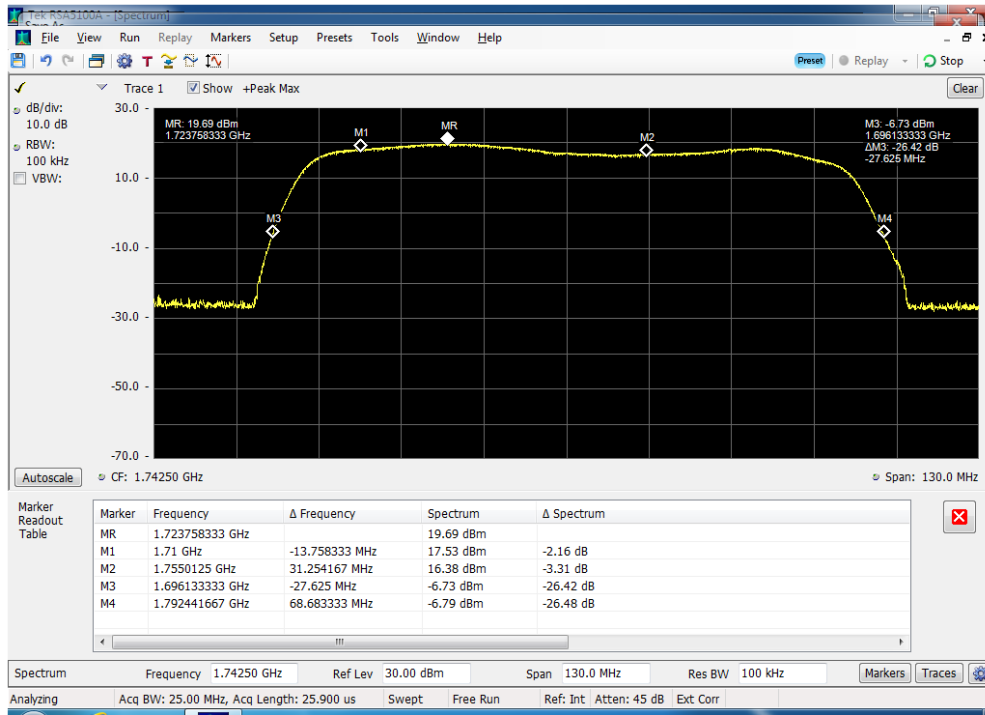 Tek RSA5100A - [Spectrum]
Save As
File View Run Replay Markers Setup Presets Tools Window Help
T Preset Replay Stop
Trace 1 Show +Peak Max Clear
dB/div:
10.0 dB
RBW:
100 kHz
VBW:
30.0 -
10.0 -
-10.0 -
-30.0 -
-50.0 -
-70.0 -
MR: 19.69 dBm
1.723758333 GHz
M1
MR
M2
M3: -6.73 dBm
1.696133333 GHz
ΔM3: -26.42 dB
-27.625 MHz
M3
M4
Autoscale CF: 1.74250 GHz Span: 130.0 MHz
Marker
Readout
Table
Marker Frequency Δ Frequency Spectrum Δ Spectrum
MR 1.723758333 GHz 19.69 dBm
M1 1.71 GHz -13.758333 MHz 17.53 dBm -2.16 dB
M2 1.7550125 GHz 31.254167 MHz 16.38 dBm -3.31 dB
M3 1.696133333 GHz -27.625 MHz -6.73 dBm -26.42 dB
M4 1.792441667 GHz 68.683333 MHz -6.79 dBm -26.48 dB
Spectrum Frequency 1.74250 GHz Ref Lev 30.00 dBm Span 130.0 MHz Res BW 100 kHz Markers Traces
Analyzing Acq BW: 25.00 MHz, Acq Length: 25.900 us Swept Free Run Ref: Int Atten: 45 dB Ext Corr